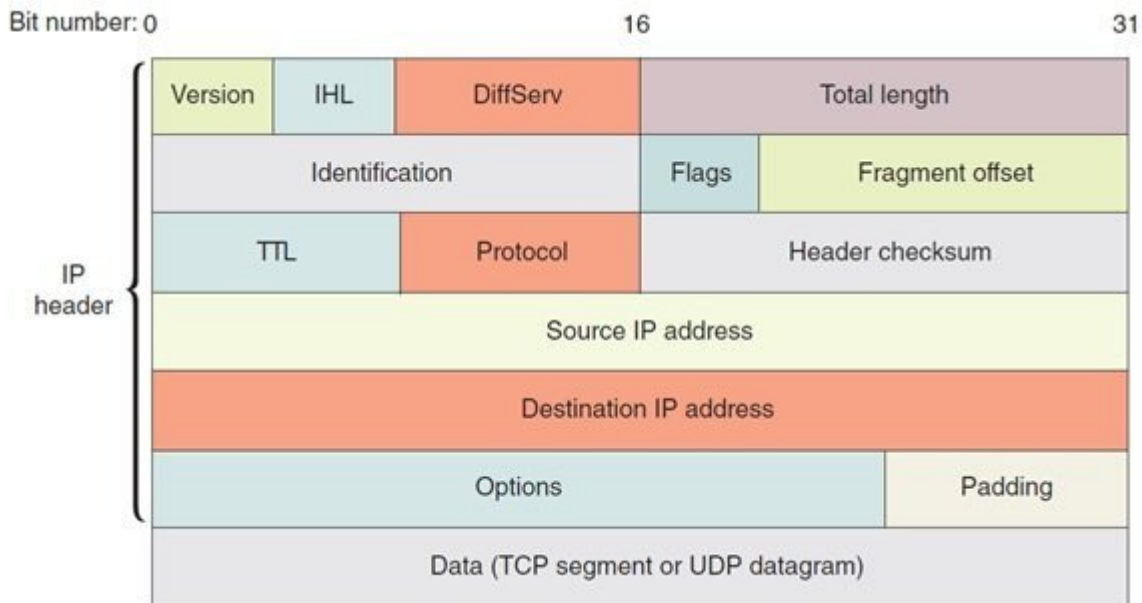 Bit number: 0 16 31
Version IHL DiffServ Total length
Identification Flags Fragment offset
TTL Protocol Header checksum
IP
header
Source IP address
Destination IP address
Options Padding
Data (TCP segment or UDP datagram)